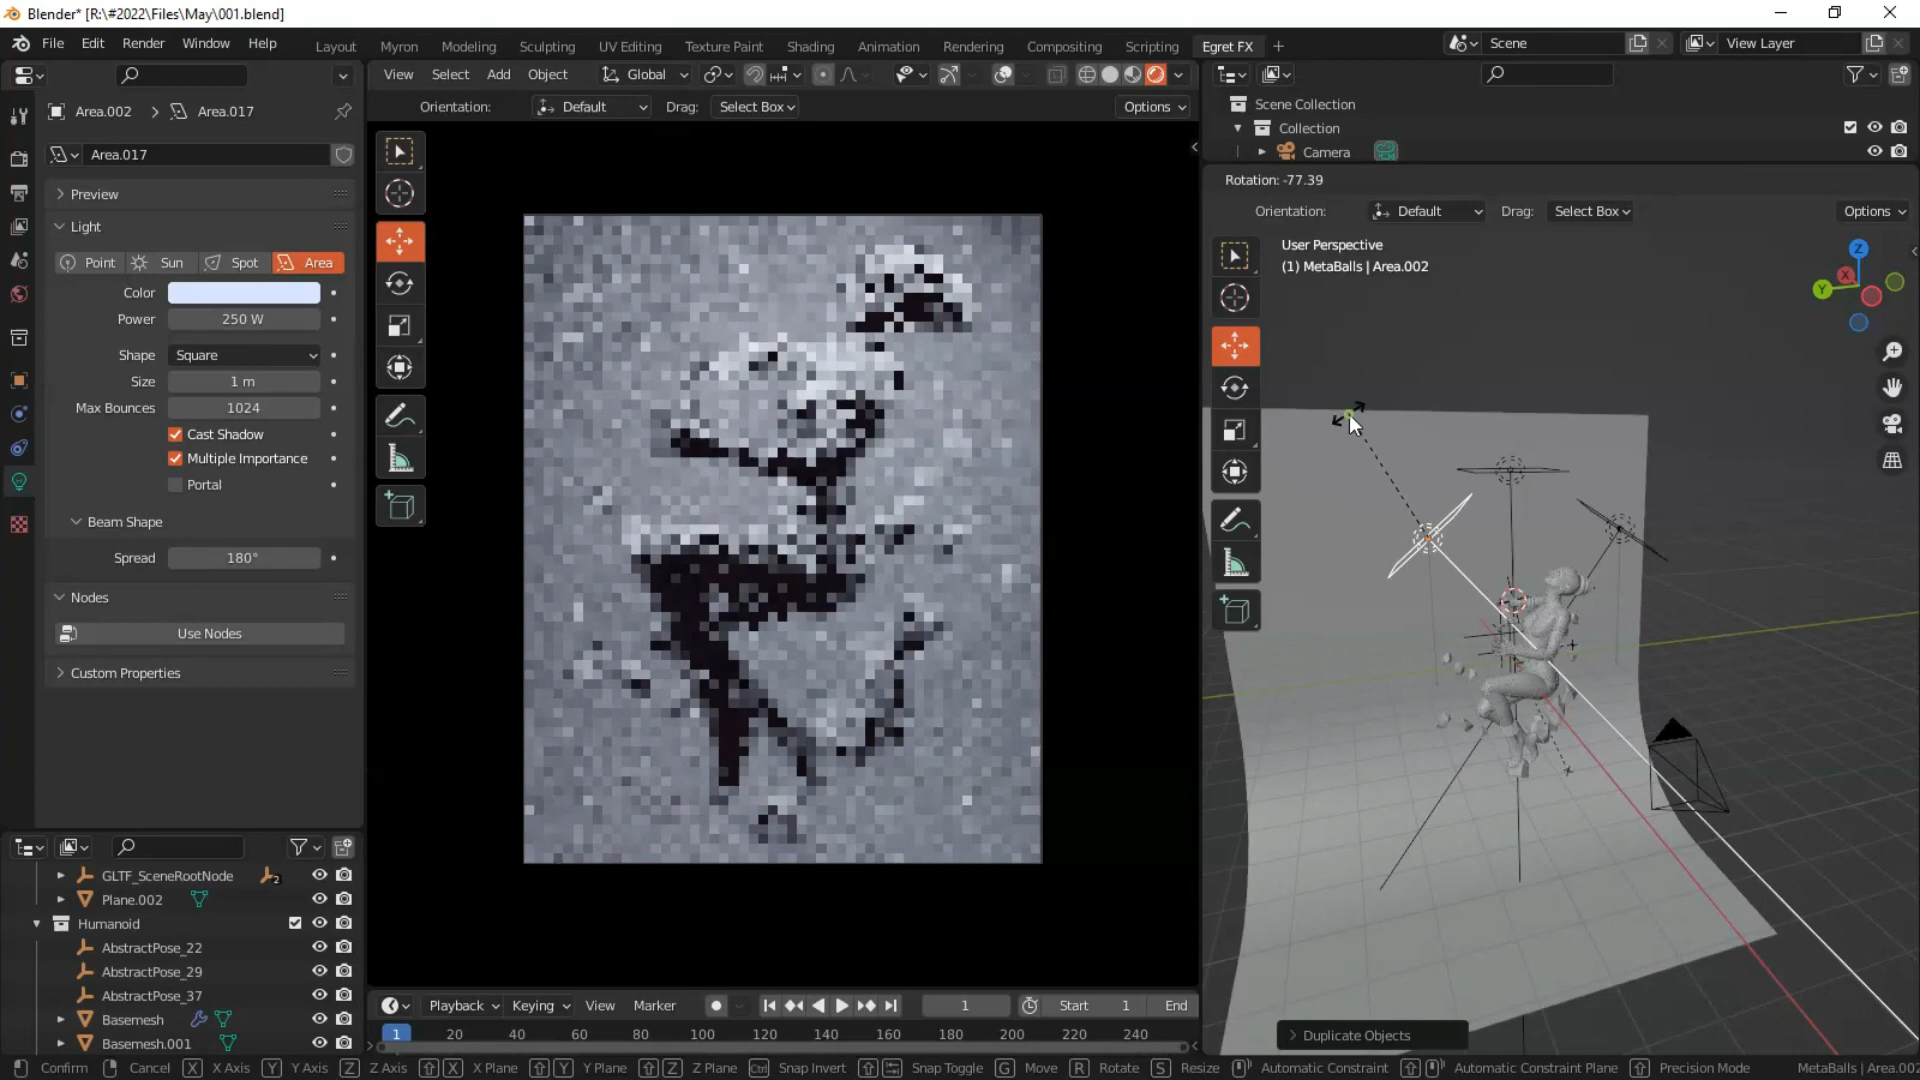 Blender* [R:\#2022\Files\May\001.blend]
File Edit Render Window Help
Layout Myron Modeling Sculpting UV Editing Texture Paint Shading Animation Rendering Compositing Scripting Egret FX
Scene
View Layer
View Select Add Object Global
Orientation: Default Drag: Select Box Options
Area.002 > Area.017
Area.017
Preview
Light
Point Sun Spot Area
Color
Power 250 W
Shape Square
Size 1 m
Max Bounces 1024
Cast Shadow
Multiple Importance
Portal
Beam Shape
Spread 180°
Nodes
Use Nodes
Custom Properties
Scene Collection
Collection
Camera
Rotation: -77.39
Orientation: Default Drag: Select Box Options
User Perspective
(1) MetaBalls | Area.002
Z
X
Y
GLTF_SceneRootNode 2
Plane.002
Humanoid
AbstractPose_22
AbstractPose_29
AbstractPose_37
Basemesh
Basemesh.001
Playback Keying View Marker 1 Start 1 End
1 20 40 60 80 100 120 140 160 180 200 220 240
Duplicate Objects
Confirm Cancel X X Axis Y Y Axis Z Z Axis X X Plane Y Y Plane Z Z Plane Ctrl Snap Invert Snap Toggle G Move R Rotate S Resize Automatic Constraint Automatic Constraint Plane Precision Mode MetaBalls | Area.002